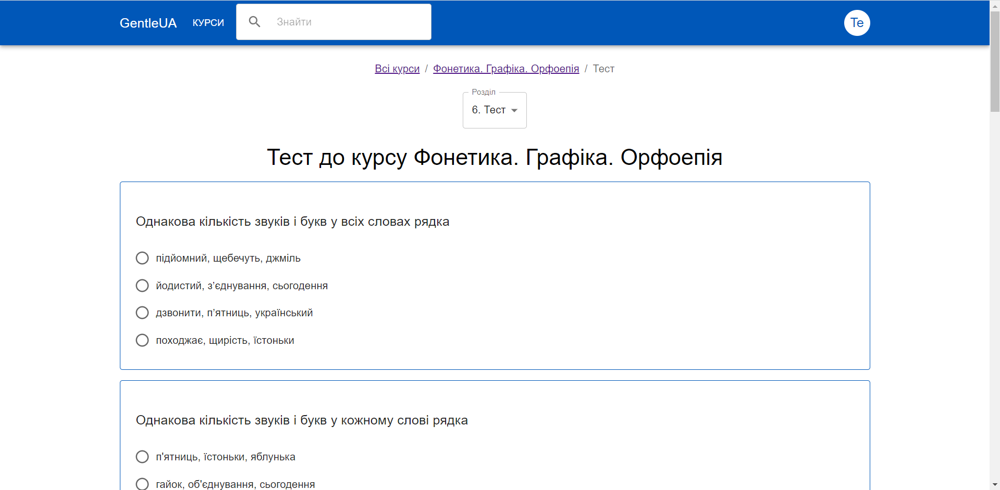 GentleUA КУРСИ Знайти Te
Всі курси / Фонетика. Графіка. Орфоепія / Тест
Розділ
6. Тест
Тест до курсу Фонетика. Графіка. Орфоепія
Однакова кількість звуків і букв у всіх словах рядка
підйомний, щебечуть, джміль
йодистий, з’єднування, сьогодення
дзвонити, п’ятниць, український
походжає, щирість, їстоньки
Однакова кількість звуків і букв у кожному слові рядка
п'ятниць, їстоньки, яблунька
гайок, об'єднування, сьогодення